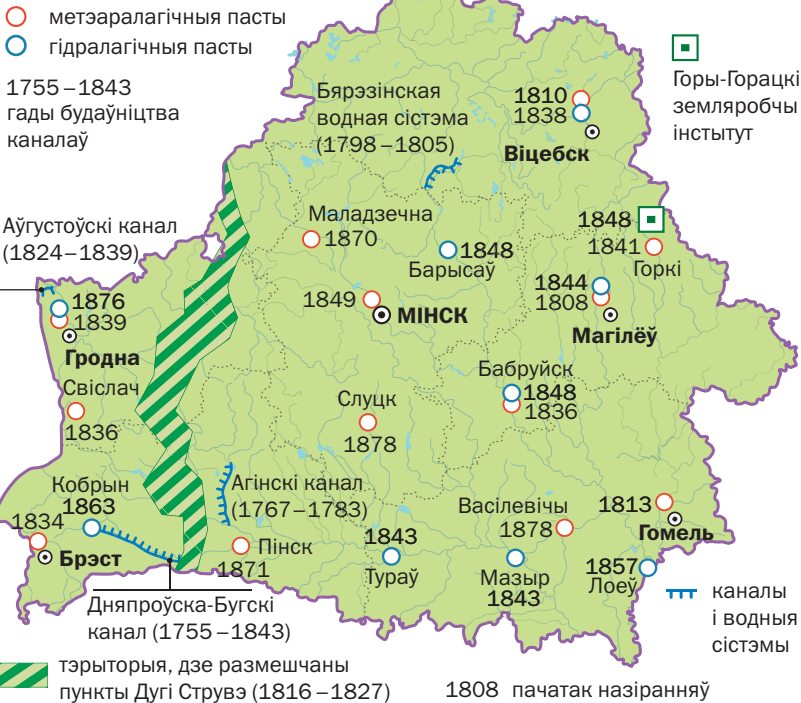 метэаралагічныя пасты
гідралагічныя пасты
1755–1843
гады будаўніцтва
каналаў
Бярэзінская
водная сістэма
(1798–1805)
1810
1838
Віцебск
Горы-Горацкі
земляробчы
інстытут
Аўгустоўскі канал
(1824–1839)
Маладзечна
1870
1848
Барысаў
1848
1841
Горкі
1876
1839
Гродна
1849
МІНСК
1844
1808
Магілёў
Свіслач
1836
Слуцк
1878
Бабруйск
1848
1836
Кобрын
1863
1834
Брэст
Агінскі канал
(1767–1783)
Пінск
1871
1843
Тураў
Васілевічы
1878
Мазыр
1843
1813
Гомель
1857
Лоеў
Дняпроўска-Бугскі
канал (1755–1843)
каналы
і водныя
сістэмы
тэрыторыя, дзе размешчаны
пункты Дугі Струвэ (1816–1827)
1808 пачатак назіранняў